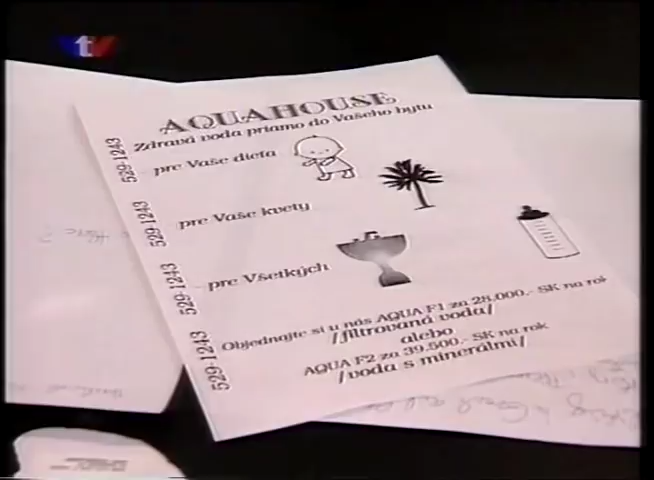 tv
AQUAHOUSE
Zdravá voda priamo do Vašeho bytu
pre Vaše dieťa
pre Vaše kvety
pre Všetkých
Objednajte si u nás AQUA F1 za 28.000.- SK na rok
/filtrovaná voda/
alebo
AQUA F2 za 39.500.- SK na rok
/voda s minerálmi/
529-1243
529-1243
529-1243
529-1243